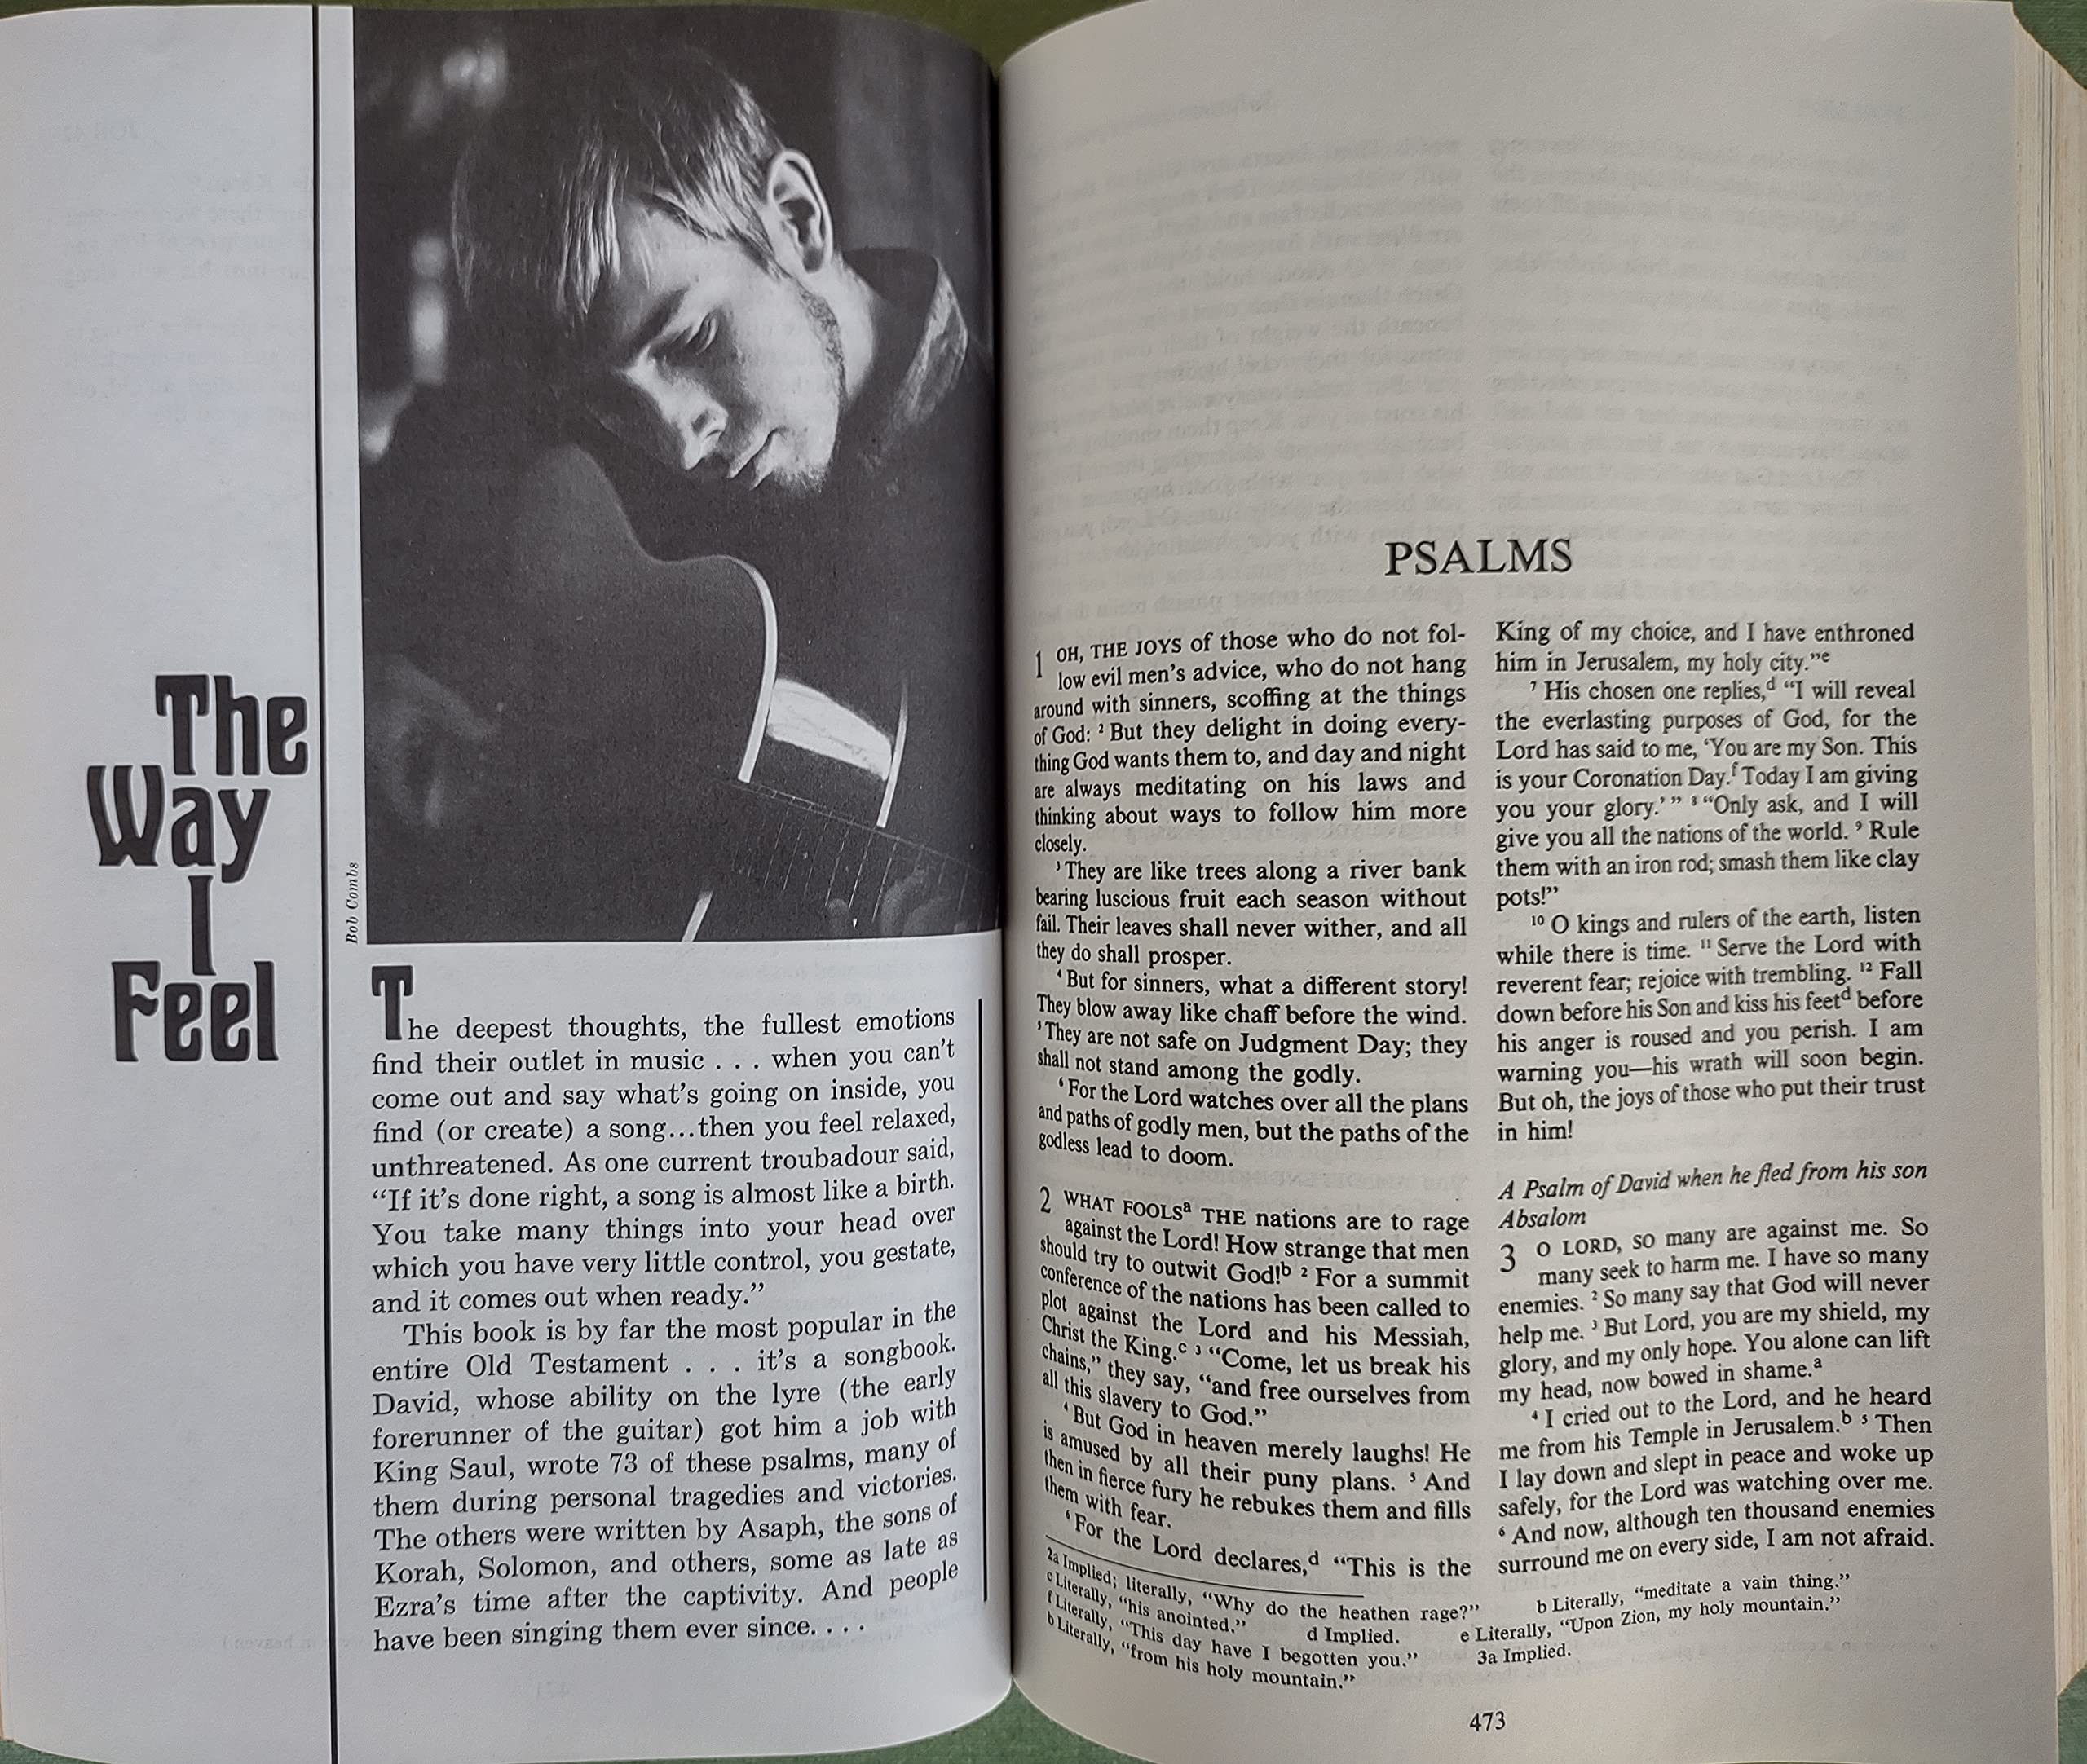 The
Way
I
Feel
Bob Combs
The deepest thoughts, the fullest emotions
find their outlet in music . . . when you can't
come out and say what's going on inside, you
find (or create) a song...then you feel relaxed,
unthreatened. As one current troubadour said,
“If it's done right, a song is almost like a birth.
You take many things into your head over
which you have very little control, you gestate,
and it comes out when ready.”
This book is by far the most popular in the
entire Old Testament . . . it's a songbook.
David, whose ability on the lyre (the early
forerunner of the guitar) got him a job with
King Saul, wrote 73 of these psalms, many of
them during personal tragedies and victories.
The others were written by Asaph, the sons of
Korah, Solomon, and others, some as late as
Ezra's time after the captivity. And people
have been singing them ever since. . . .
PSALMS
1 OH, THE JOYS of those who do not fol-
low evil men's advice, who do not hang
around with sinners, scoffing at the things
of God: 2 But they delight in doing every-
thing God wants them to, and day and night
are always meditating on his laws and
thinking about ways to follow him more
closely.
3 They are like trees along a river bank
bearing luscious fruit each season without
fail. Their leaves shall never wither, and all
they do shall prosper.
4 But for sinners, what a different story!
They blow away like chaff before the wind.
5 They are not safe on Judgment Day; they
shall not stand among the godly.
6 For the Lord watches over all the plans
and paths of godly men, but the paths of the
godless lead to doom.
2 WHAT FOOLSa THE nations are to rage
against the Lord! How strange that men
should try to outwit God!b 2 For a summit
conference of the nations has been called to
plot against the Lord and his Messiah,
Christ the King.c 3 “Come, let us break his
chains,” they say, “and free ourselves from
all this slavery to God.”
4 But God in heaven merely laughs! He
is amused by all their puny plans. 5 And
then in fierce fury he rebukes them and fills
them with fear.
6 For the Lord declares,d “This is the
King of my choice, and I have enthroned
him in Jerusalem, my holy city.”e
7 His chosen one replies,d “I will reveal
the everlasting purposes of God, for the
Lord has said to me, ‘You are my Son. This
is your Coronation Day.f Today I am giving
you your glory.’ ” 8 “Only ask, and I will
give you all the nations of the world. 9 Rule
them with an iron rod; smash them like clay
pots!”
10 O kings and rulers of the earth, listen
while there is time. 11 Serve the Lord with
reverent fear; rejoice with trembling. 12 Fall
down before his Son and kiss his feetd before
his anger is roused and you perish. I am
warning you—his wrath will soon begin.
But oh, the joys of those who put their trust
in him!
A Psalm of David when he fled from his son
Absalom
3 O LORD, SO many are against me. So
many seek to harm me. I have so many
enemies. 2 So many say that God will never
help me. 3 But Lord, you are my shield, my
glory, and my only hope. You alone can lift
my head, now bowed in shame.a
4 I cried out to the Lord, and he heard
me from his Temple in Jerusalem.b 5 Then
I lay down and slept in peace and woke up
safely, for the Lord was watching over me.
6 And now, although ten thousand enemies
surround me on every side, I am not afraid.
2a Implied; literally, “Why do the heathen rage?” b Literally, “meditate a vain thing.”
c Literally, “his anointed.” d Implied. e Literally, “Upon Zion, my holy mountain.”
f Literally, “This day have I begotten you.” 3a Implied.
b Literally, “from his holy mountain.”
473